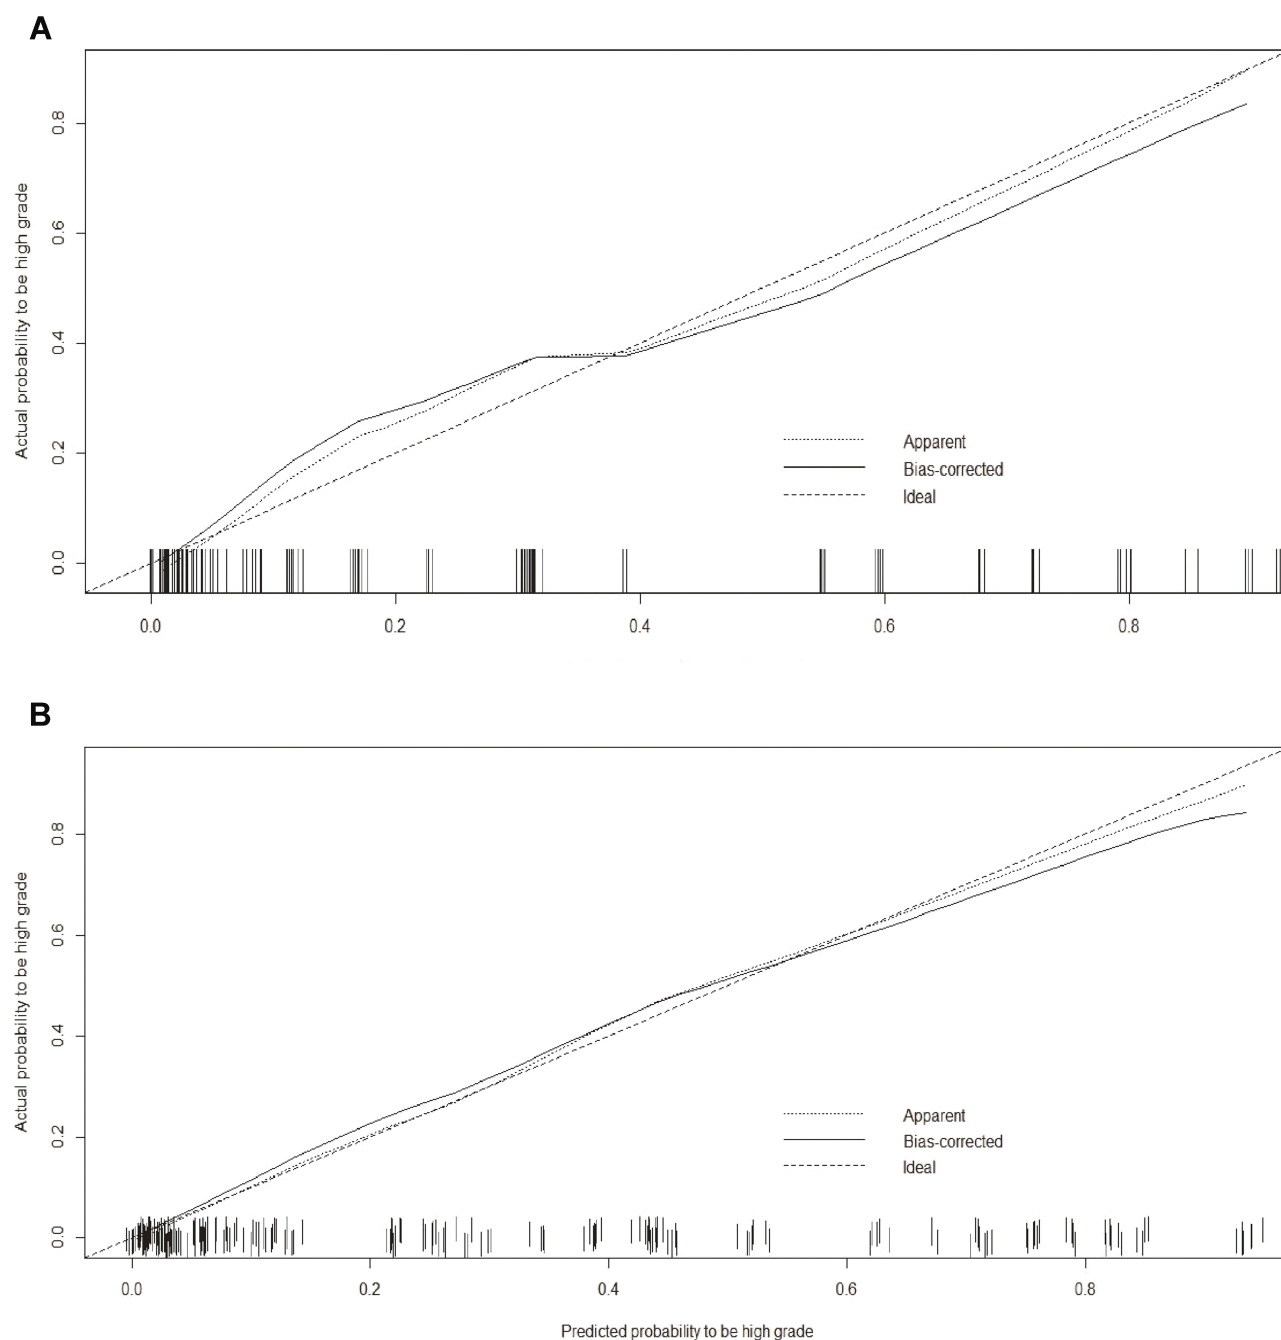 A
Actual probability to be high grade
0.8
0.6
0.4
0.2
0.0
Apparent
Bias-corrected
Ideal
0.0 0.2 0.4 0.6 0.8
B
Actual probability to be high grade
0.8
0.6
0.4
0.2
0.0
Apparent
Bias-corrected
Ideal
0.0 0.2 0.4 0.6 0.8
Predicted probability to be high grade